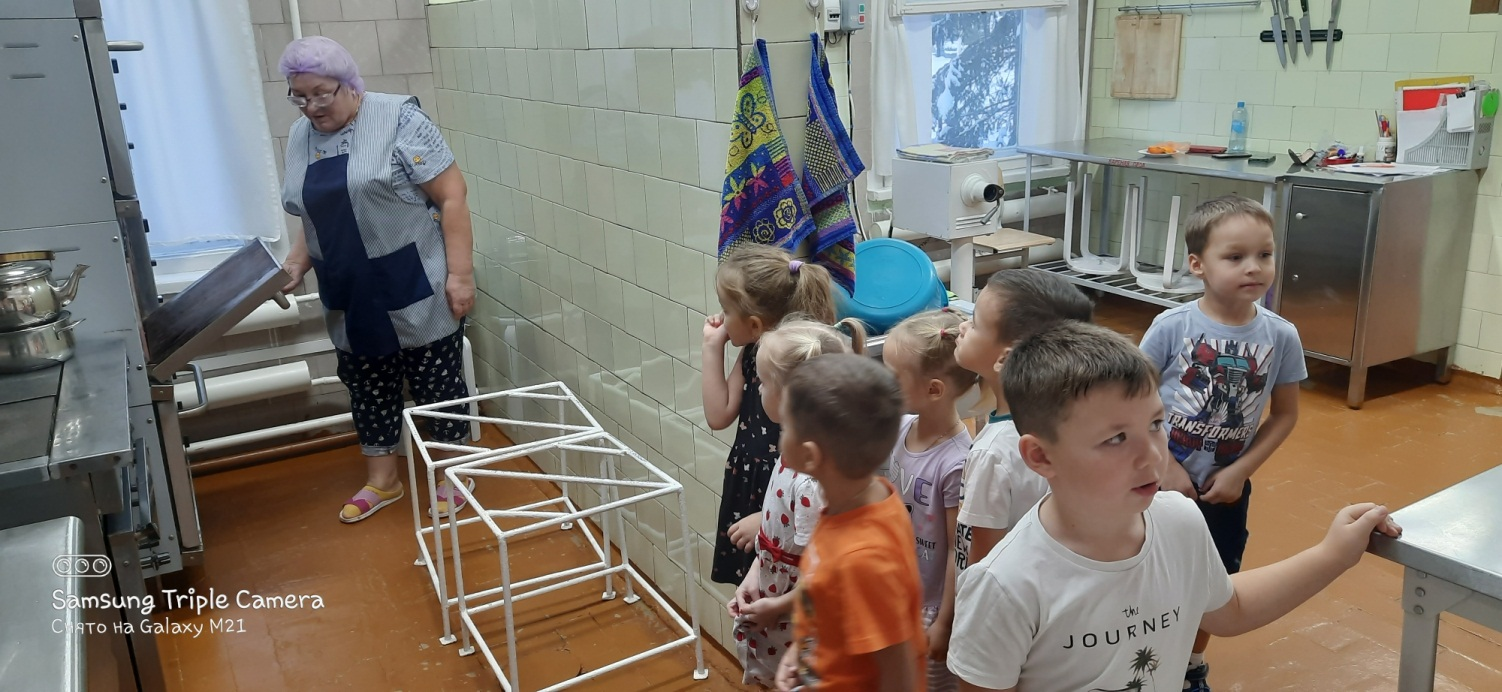 Samsung Triple Camera
Снято на Galaxy M21
TRANSFORMERS
the
JOURNEY